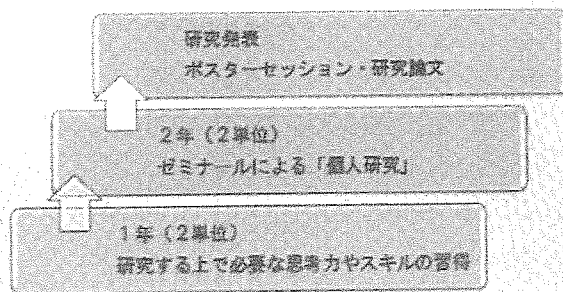 研究発表
ポスターセッション・研究論文
2年(2単位)
ゼミナールによる「個人研究」
1年(2単位)
研究する上で必要な思考力やスキルの習得